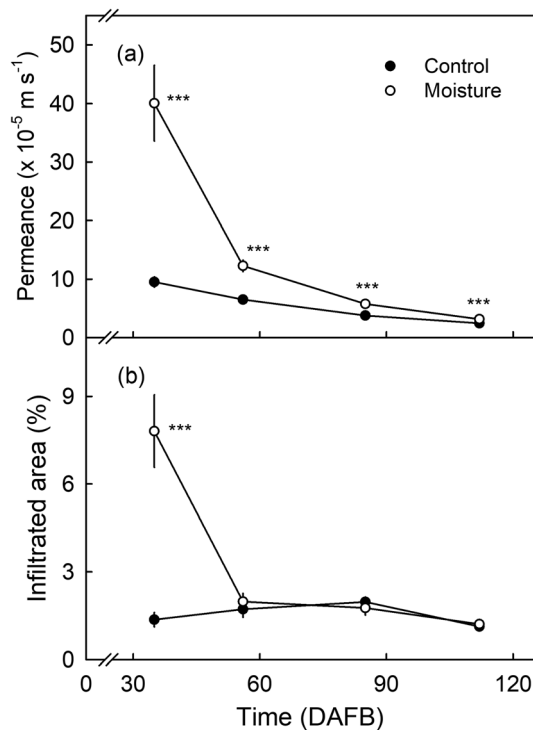 (a)
Control
Moisture
50
40
30
20
10
0
Permeance (x 10⁻⁵ m s⁻¹)
***
***
***
***
(b)
9
6
3
0
Infiltrated area (%)
***
0 30 60 90 120
Time (DAFB)